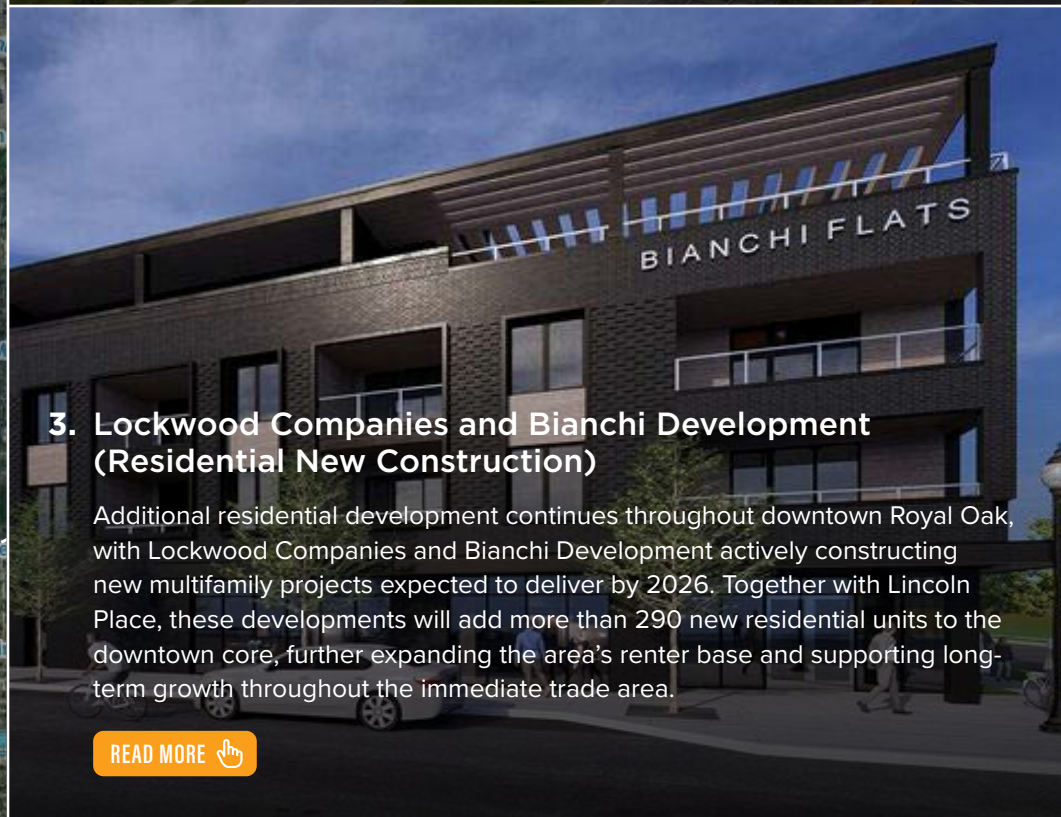 BIANCHI FLATS
3. Lockwood Companies and Bianchi Development
(Residential New Construction)
Additional residential development continues throughout downtown Royal Oak,
with Lockwood Companies and Bianchi Development actively constructing
new multifamily projects expected to deliver by 2026. Together with Lincoln
Place, these developments will add more than 290 new residential units to the
downtown core, further expanding the area’s renter base and supporting long-
term growth throughout the immediate trade area.
READ MORE